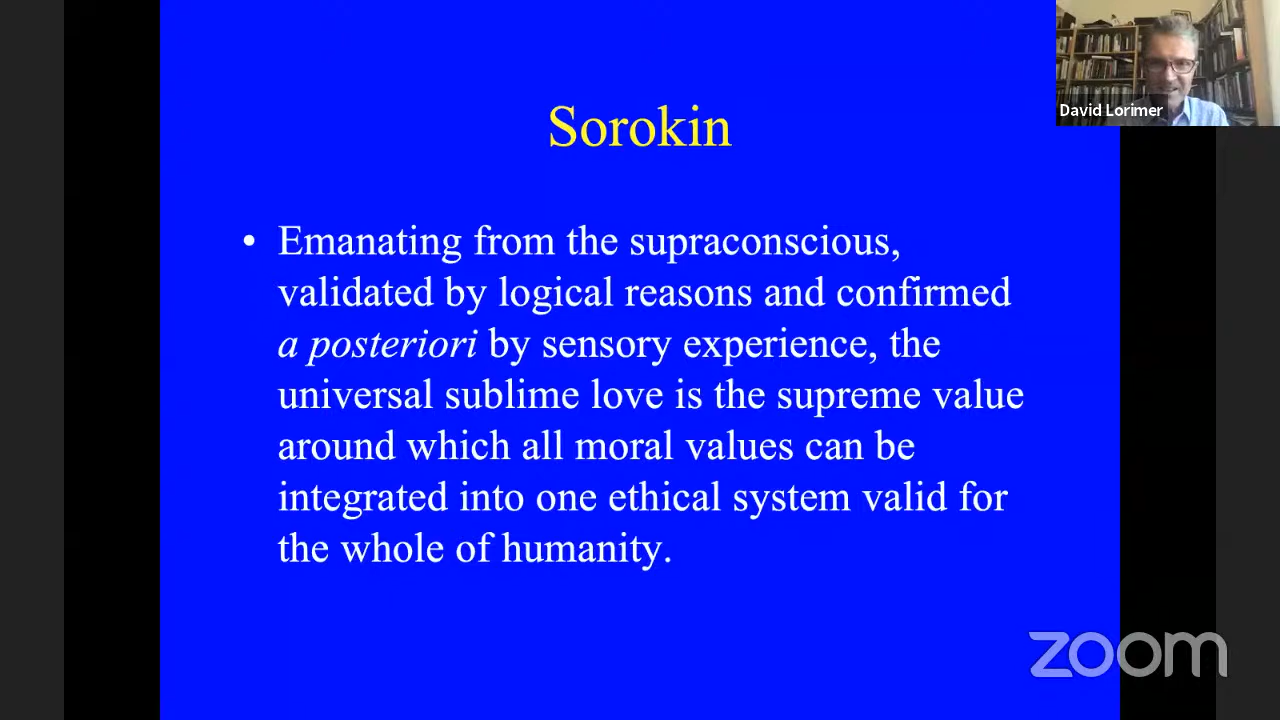 Sorokin
David Lorimer
• Emanating from the supraconscious,
validated by logical reasons and confirmed
a posteriori by sensory experience, the
universal sublime love is the supreme value
around which all moral values can be
integrated into one ethical system valid for
the whole of humanity.
zoom